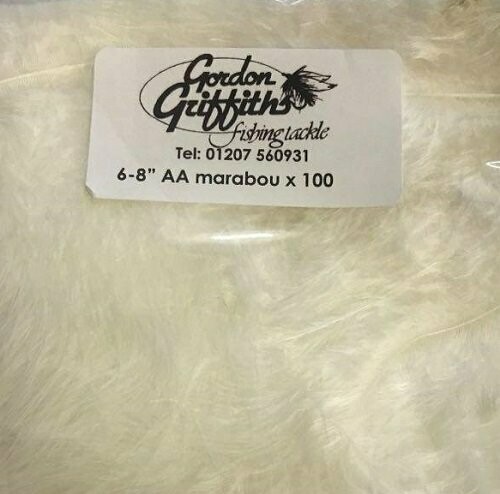 Gordon
Griffiths
fishing tackle
Tel: 01207 560931
6-8” AA marabou x 100